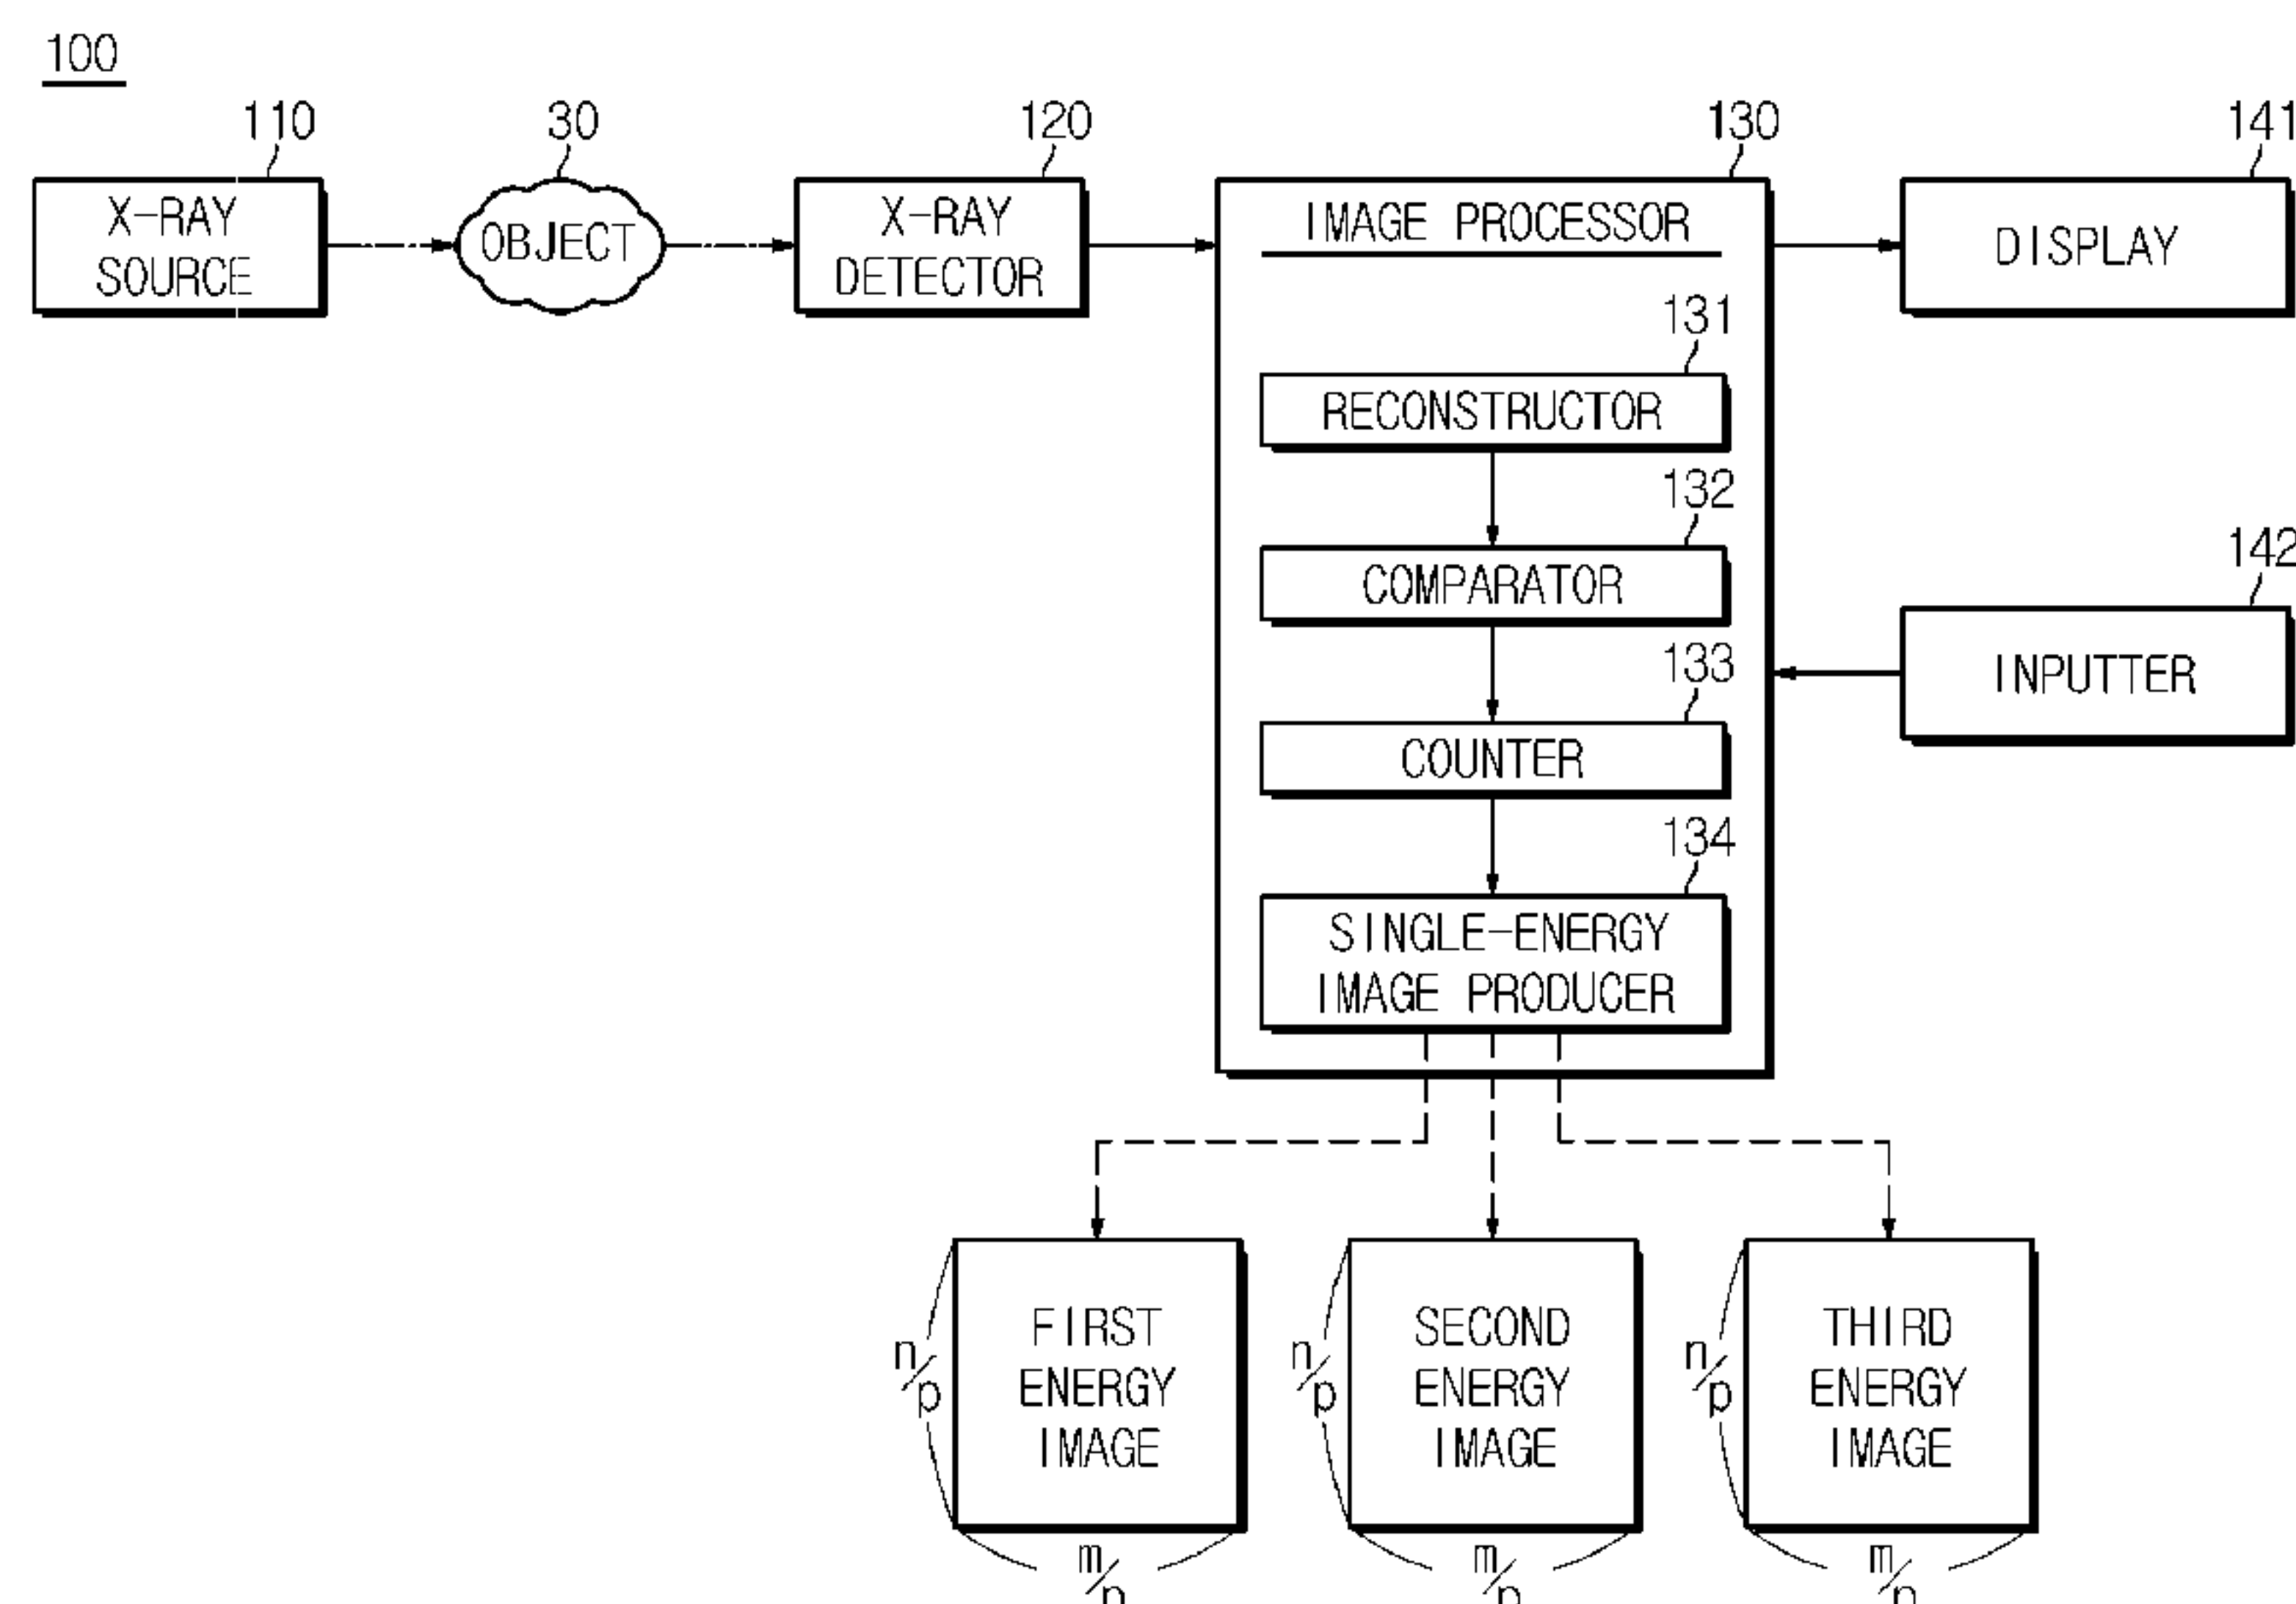 100
110
30
120
130
141
X-RAY
SOURCE
OBJECT
X-RAY
DETECTOR
IMAGE PROCESSOR
DISPLAY
131
RECONSTRUCTOR
132
COMPARATOR
142
INPUTTER
133
COUNTER
134
SINGLE-ENERGY
IMAGE PRODUCER
n/p
FIRST
ENERGY
IMAGE
n/p
SECOND
ENERGY
IMAGE
n/p
THIRD
ENERGY
IMAGE
m/
m/
m/